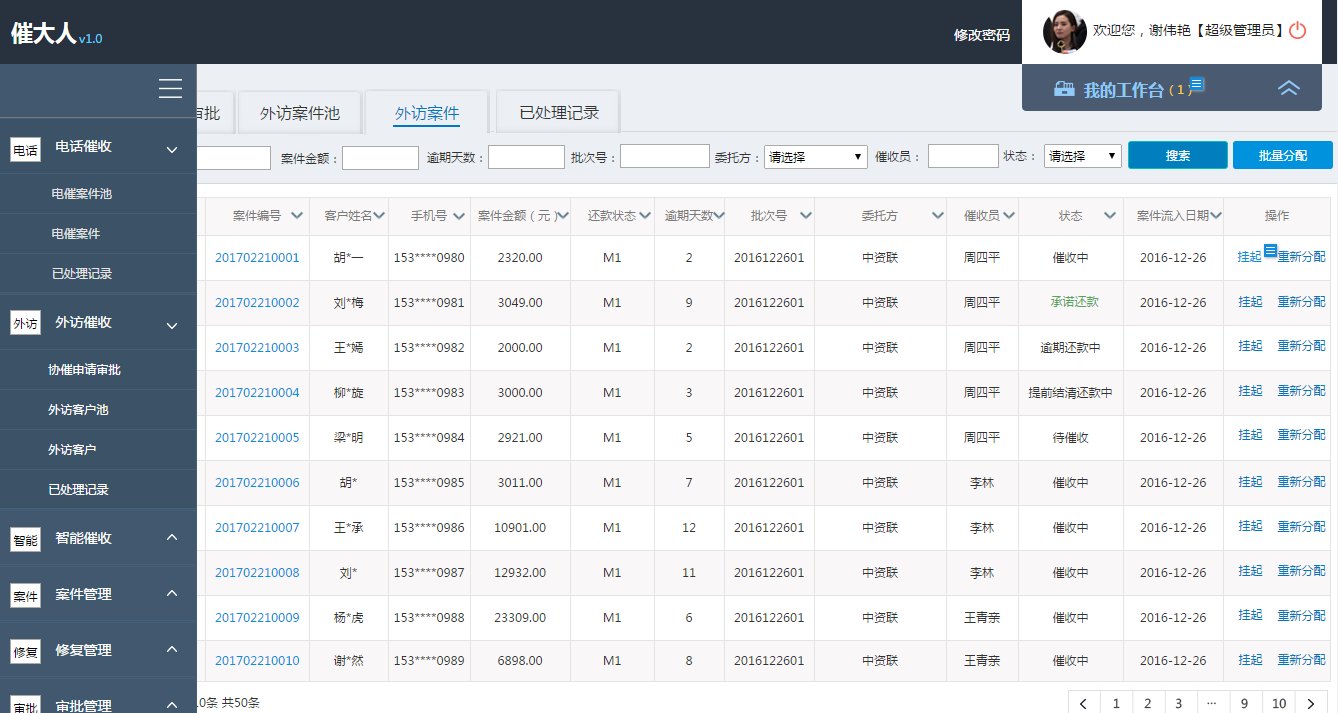 催大人v1.0
修改密码
欢迎您，谢伟艳【超级管理员】
我的工作台（1）
电话 电话催收
电催案件池
电催案件
已处理记录
外访 外访催收
协催申请审批
外访客户池
外访客户
已处理记录
智能 智能催收
案件 案件管理
修复 修复管理
审批 审批管理
审批 外访案件池 外访案件 已处理记录
案件金额： 逾期天数： 批次号： 委托方： 请选择 催收员： 状态： 请选择 搜索 批量分配
案件编号 客户姓名 手机号 案件金额（元） 还款状态 逾期天数 批次号 委托方 催收员 状态 案件流入日期 操作
201702210001 胡*一 153****0980 2320.00 M1 2 2016122601 中资联 周四平 催收中 2016-12-26 挂起 重新分配
201702210002 刘*梅 153****0981 3049.00 M1 9 2016122601 中资联 周四平 承诺还款 2016-12-26 挂起 重新分配
201702210003 王*嫣 153****0982 2000.00 M1 2 2016122601 中资联 周四平 逾期还款中 2016-12-26 挂起 重新分配
201702210004 柳*旋 153****0983 3000.00 M1 3 2016122601 中资联 周四平 提前结清还款中 2016-12-26 挂起 重新分配
201702210005 梁*明 153****0984 2921.00 M1 5 2016122601 中资联 周四平 待催收 2016-12-26 挂起 重新分配
201702210006 胡* 153****0985 3011.00 M1 7 2016122601 中资联 李林 催收中 2016-12-26 挂起 重新分配
201702210007 王*承 153****0986 10901.00 M1 12 2016122601 中资联 李林 催收中 2016-12-26 挂起 重新分配
201702210008 刘* 153****0987 12932.00 M1 11 2016122601 中资联 李林 催收中 2016-12-26 挂起 重新分配
201702210009 杨*虎 153****0988 23309.00 M1 6 2016122601 中资联 王青亲 催收中 2016-12-26 挂起 重新分配
201702210010 谢*然 153****0989 6898.00 M1 8 2016122601 中资联 王青亲 催收中 2016-12-26 挂起 重新分配
0条 共50条
1 2 3 ... 9 10